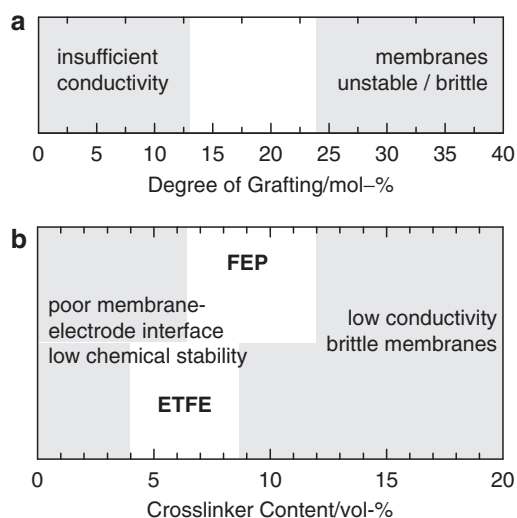 a
insufficient
conductivity
membranes
unstable / brittle
0 5 10 15 20 25 30 35 40
Degree of Grafting/mol–%
b
FEP
poor membrane-
electrode interface
low chemical stability
low conductivity
brittle membranes
ETFE
0 5 10 15 20
Crosslinker Content/vol-%